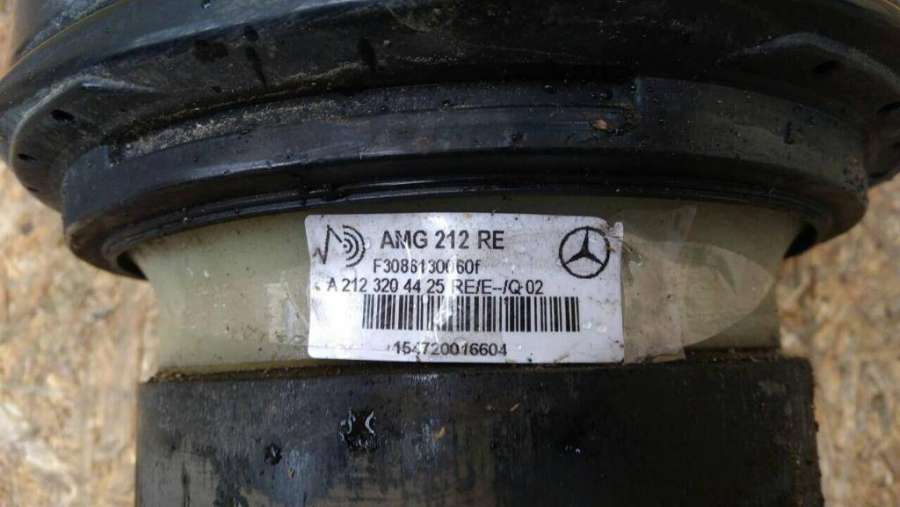 AMG 212 RE
F3086130060f
A 212 320 44 25 RE/E--/Q 02
154720016604